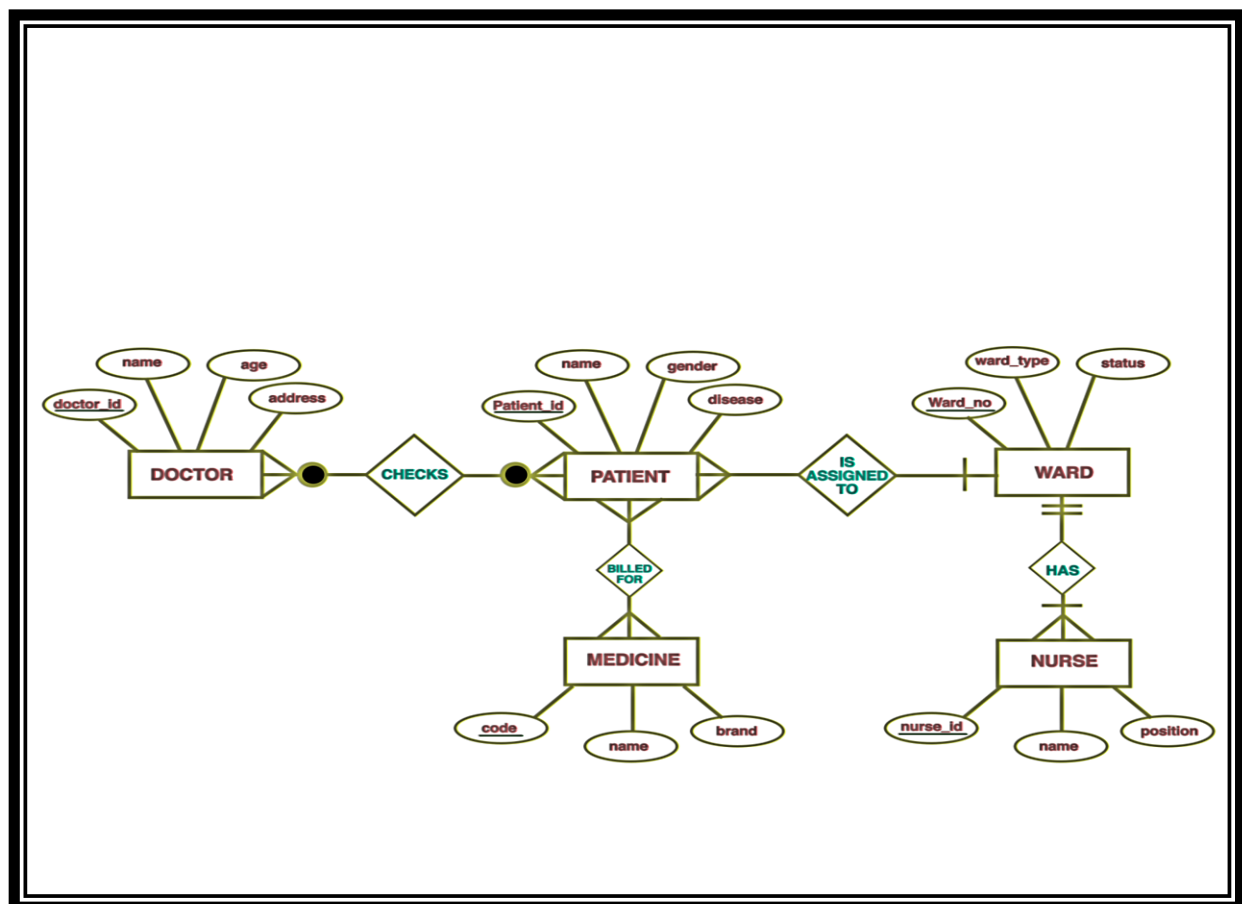 name
age
doctor_id
address
DOCTOR
CHECKS
name
gender
Patient_id
disease
PATIENT
IS
ASSIGNED
TO
ward_type
status
Ward_no
WARD
BILLED
FOR
HAS
MEDICINE
code
name
brand
NURSE
nurse_id
name
position